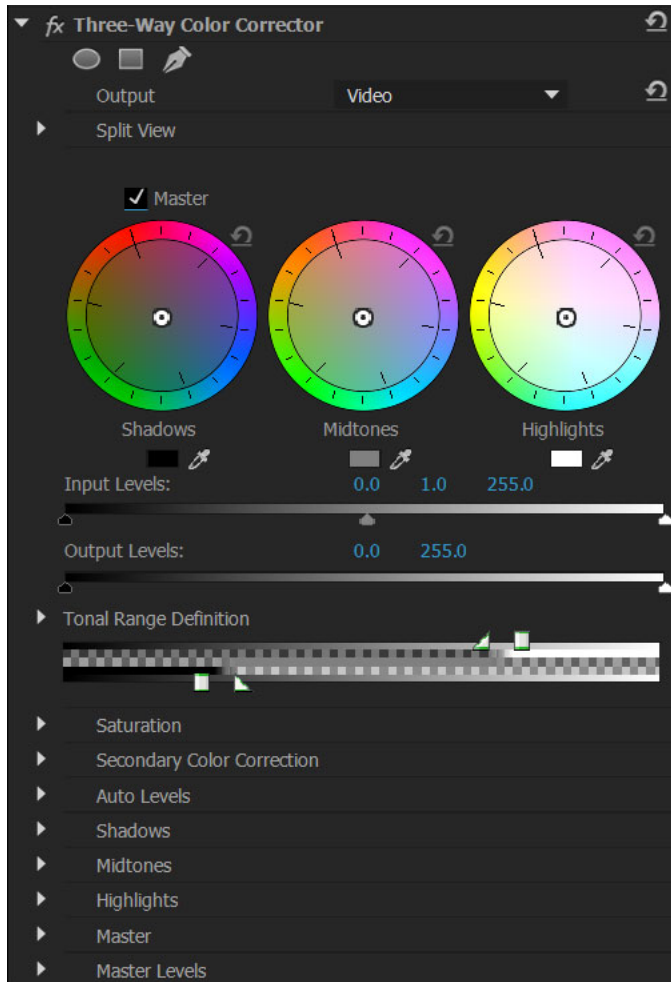 fx Three-Way Color Corrector
Output Video
Split View
Master
Shadows Midtones Highlights
Input Levels: 0.0 1.0 255.0
Output Levels: 0.0 255.0
Tonal Range Definition
Saturation
Secondary Color Correction
Auto Levels
Shadows
Midtones
Highlights
Master
Master Levels